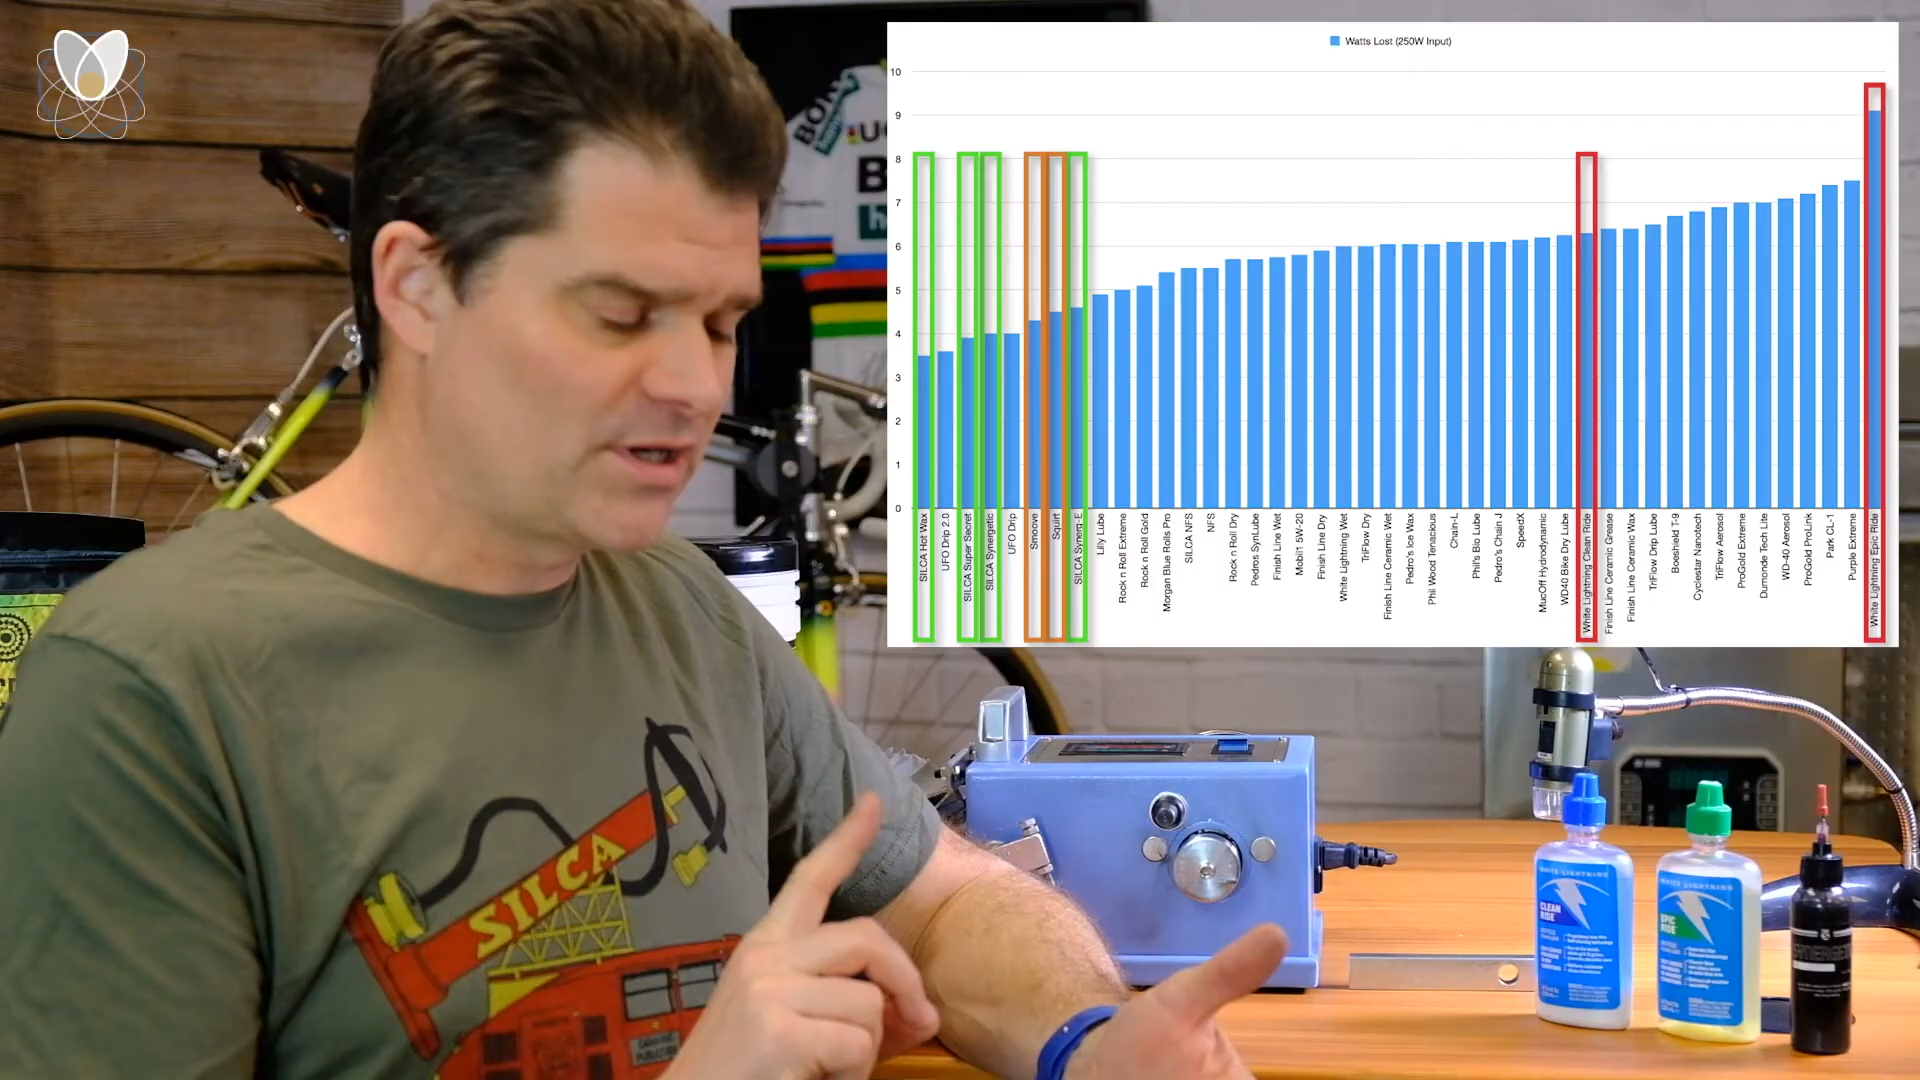 Watts Lost (250W Input)
10
9
8
7
6
5
4
3
2
1
0
SILCA Hot Wax
UFO Drip 2.0
SILCA Super Secret
SILCA Synergetic
UFO Drip
Smoove
Squirt
SILCA Synerg-E
Lilly Lube
Rock n Roll Extreme
Rock n Roll Gold
Morgan Blue Rolls Pro
SILCA NFS
NFS
Rock n Roll Dry
Pedros SynLube
Finish Line Wet
Mobil1 5W-20
Finish Line Dry
White Lightning Wet
TriFlow Dry
Finish Line Ceramic Wet
Pedro's Ice Wax
Phil Wood Tenacious
Chain-L
Phil's Bio Lube
Pedro's Chain J
SpeedX
MucOff Hydrodynamic
WD40 Bike Dry Lube
White Lightning Clean Ride
Finish Line Ceramic Grease
Finish Line Ceramic Wax
TriFlow Drip Lube
Boeshield T-9
Cyclestar Nanotech
TriFlow Aerosol
ProGold Extreme
Dumonde Tech Lite
WD-40 Aerosol
ProGold ProLink
Park CL-1
Purple Extreme
White Lightning Epic Ride
BO
B
h
SILCA
WHITE LIGHTNING
CLEAN
RIDE
WHITE LIGHTNING
EPIC
RIDE